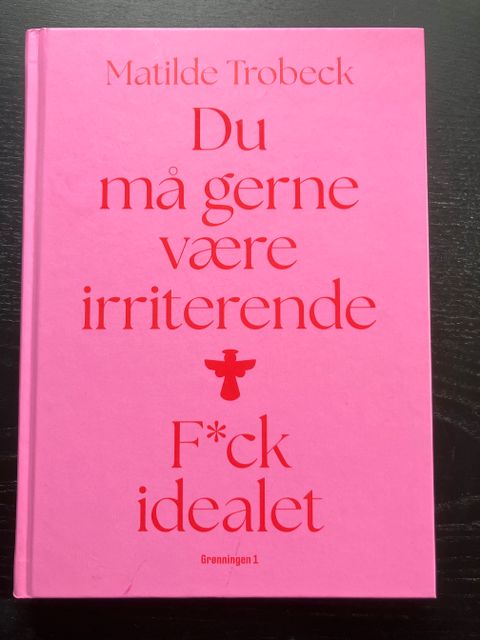 Matilde Trobeck
Du
må gerne
være
irriterende
F*ck
idealet
Grønningen 1